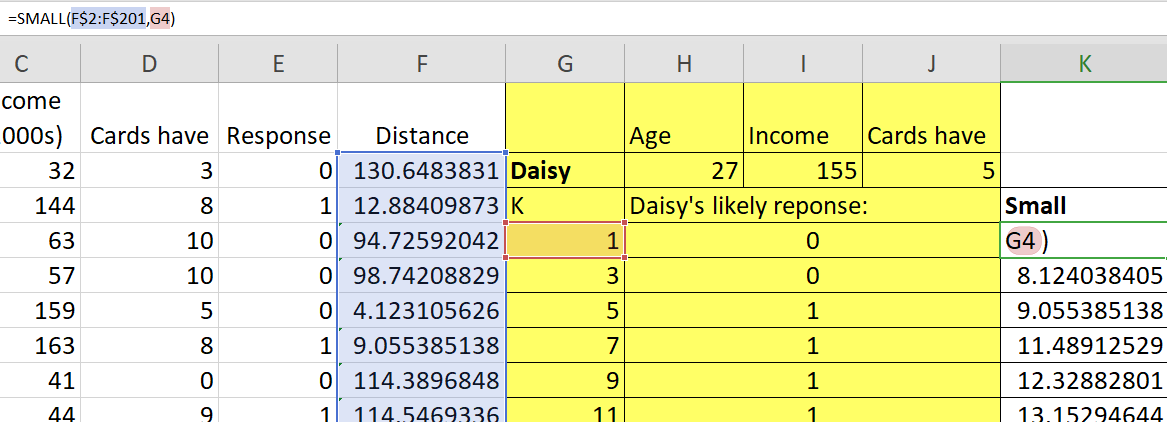 =SMALL(F$2:F$201,G4)
C D E F G H I J K
come
000s) Cards have Response Distance Age Income Cards have
32 3 0 130.6483831 Daisy 27 155 5
144 8 1 12.88409873 K Daisy's likely reponse: Small
63 10 0 94.72592042 1 0 G4)
57 10 0 98.74208829 3 0 8.124038405
159 5 0 4.123105626 5 1 9.055385138
163 8 1 9.055385138 7 1 11.48912529
41 0 0 114.3896848 9 1 12.32882801
44 9 1 114.5469336 11 1 13.15294644